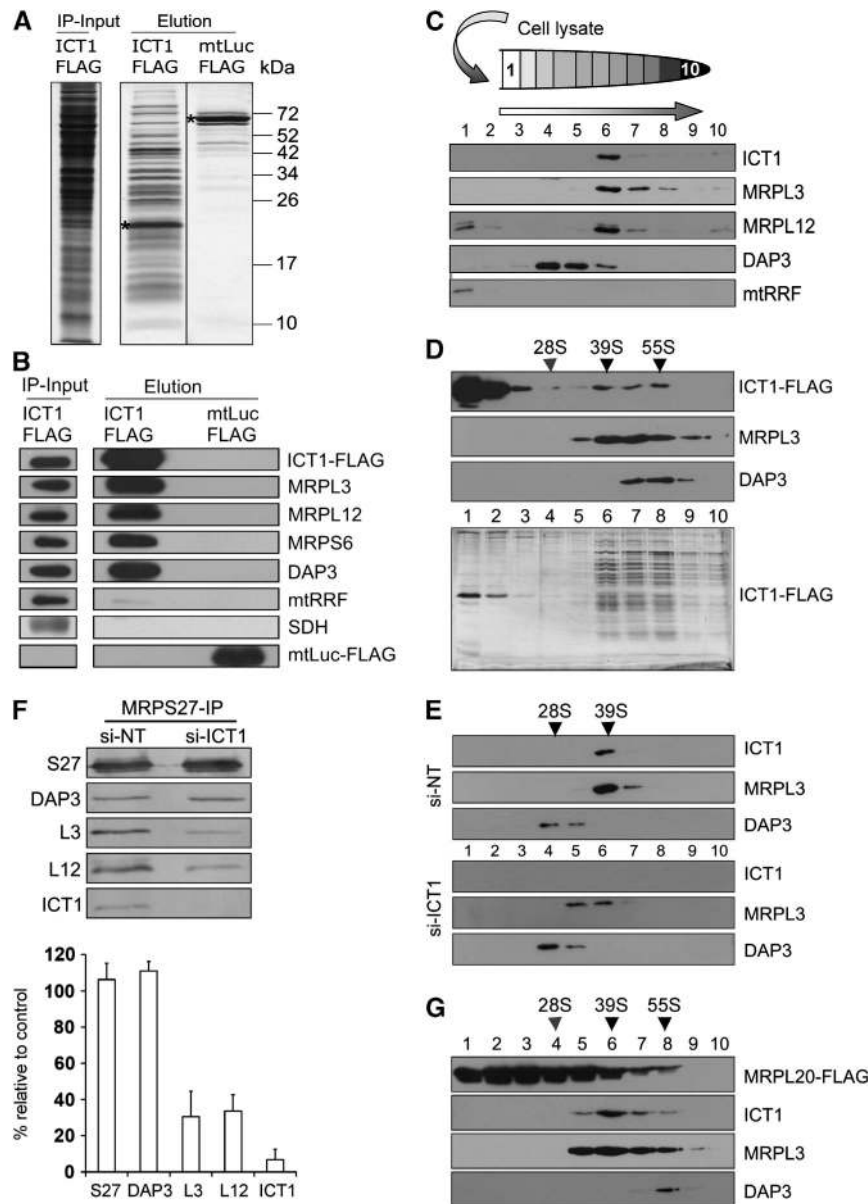 A
IP-Input
Elution
ICT1
FLAG
ICT1
FLAG
mtLuc
FLAG
kDa
*
*
72
52
42
34
26
17
10
B
IP-Input
Elution
ICT1
FLAG
ICT1
FLAG
mtLuc
FLAG
ICT1-FLAG
MRPL3
MRPL12
MRPS6
DAP3
mtRRF
SDH
mtLuc-FLAG
F
MRPS27-IP
si-NT si-ICT1
S27
DAP3
L3
L12
ICT1
% relative to control
120
100
80
60
40
20
0
S27 DAP3 L3 L12 ICT1
C
Cell lysate
1 10
1 2 3 4 5 6 7 8 9 10
ICT1
MRPL3
MRPL12
DAP3
mtRRF
D
28S 39S 55S
ICT1-FLAG
MRPL3
DAP3
1 2 3 4 5 6 7 8 9 10
ICT1-FLAG
E
28S 39S
si-NT
ICT1
MRPL3
DAP3
1 2 3 4 5 6 7 8 9 10
si-ICT1
ICT1
MRPL3
DAP3
G
28S 39S 55S
1 2 3 4 5 6 7 8 9 10
MRPL20-FLAG
ICT1
MRPL3
DAP3